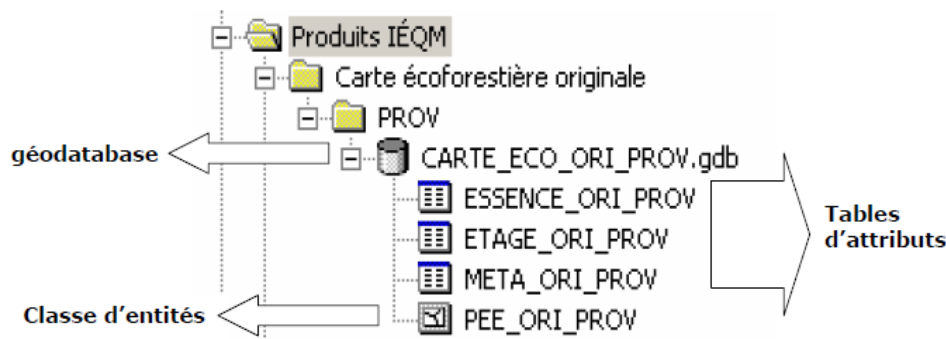 Produits IÉQM
Carte écoforestière originale
PROV
géodatabase
CARTE_ECO_ORI_PROV.gdb
ESSENCE_ORI_PROV
ETAGE_ORI_PROV
META_ORI_PROV
Tables
d'attributs
Classe d'entités
PEE_ORI_PROV